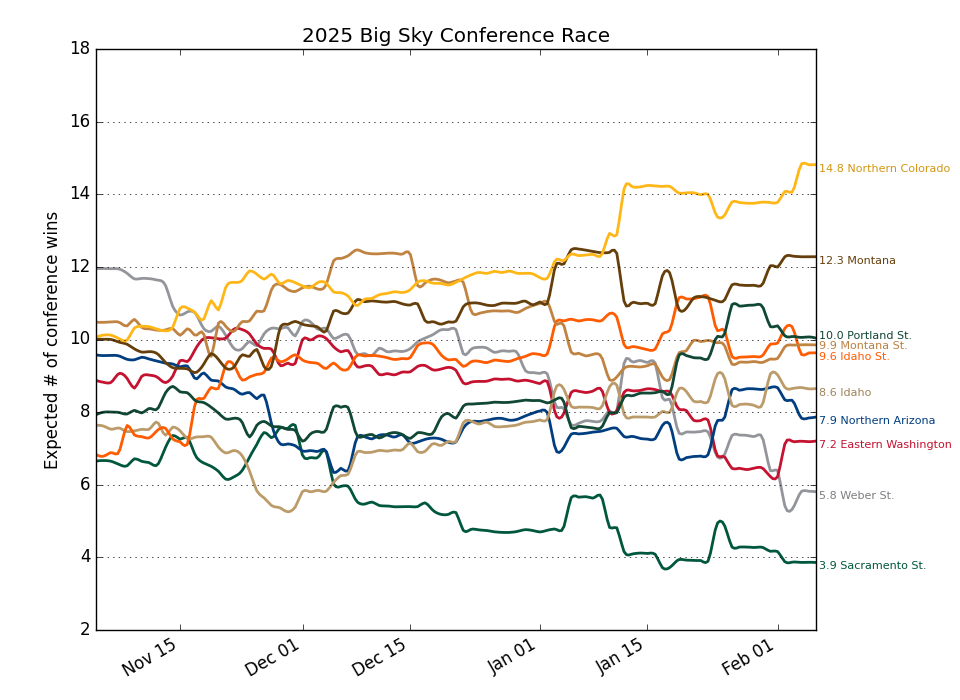 2025 Big Sky Conference Race
Expected # of conference wins
18
16
14
12
10
8
6
4
2
Nov 15
Dec 01
Dec 15
Jan 01
Jan 15
Feb 01
14.8 Northern Colorado
12.3 Montana
10.0 Portland St.
9.9 Montana St.
9.6 Idaho St.
8.6 Idaho
7.9 Northern Arizona
7.2 Eastern Washington
5.8 Weber St.
3.9 Sacramento St.